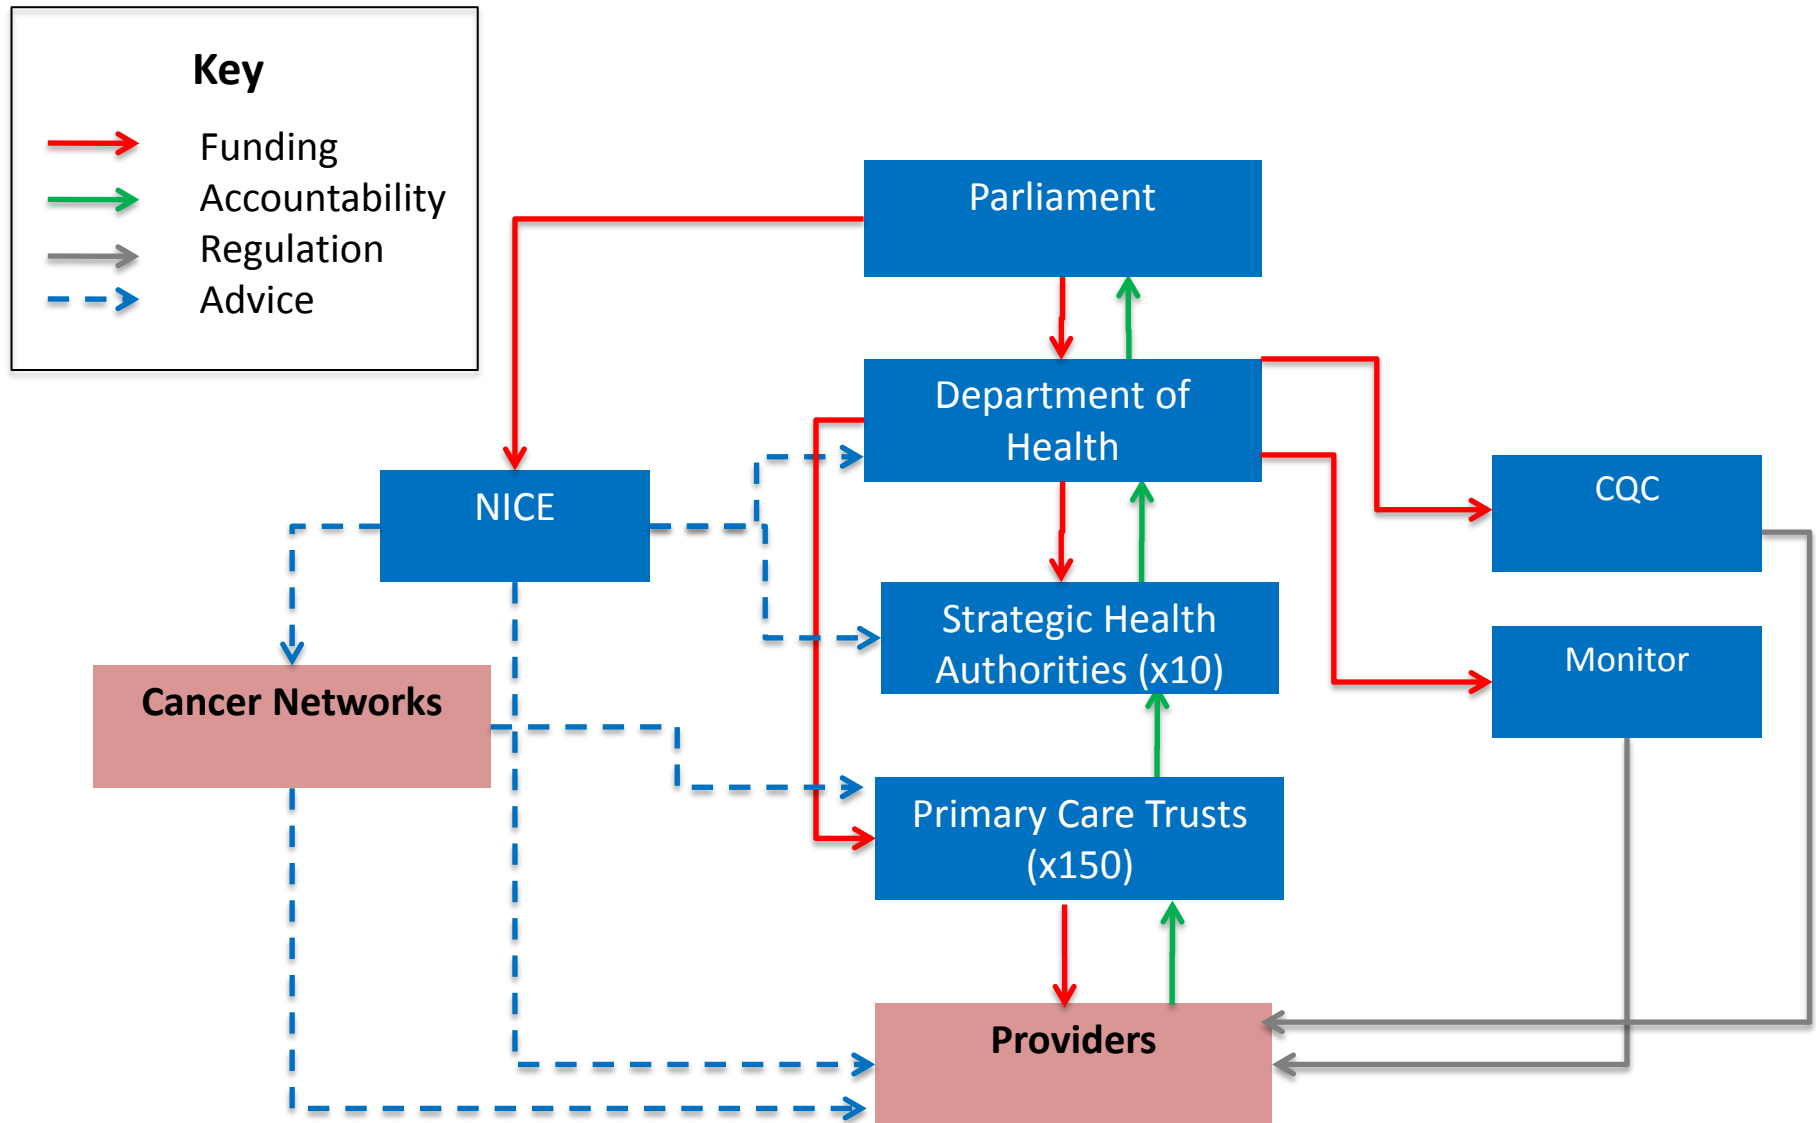 Key
Funding
Accountability
Regulation
Advice
Parliament
Department of
Health
NICE
CQC
Strategic Health
Authorities (x10)
Monitor
Cancer Networks
Primary Care Trusts
(x150)
Providers